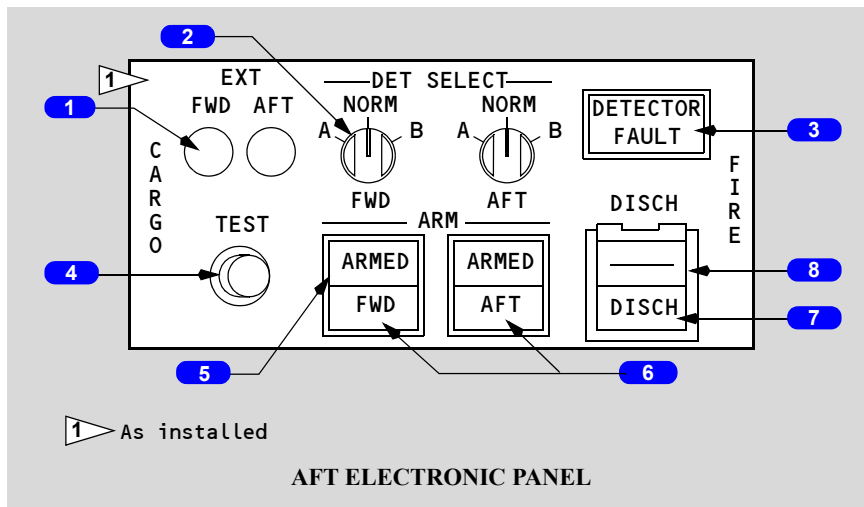 2
1
EXT
DET SELECT
1
FWD AFT
NORM
NORM
DETECTOR
FAULT
3
A
B
A
B
CARGO
FIRE
FWD
AFT
DISCH
TEST
ARM
4
ARMED
ARMED
8
FWD
AFT
DISCH
7
5
6
1 As installed
AFT ELECTRONIC PANEL